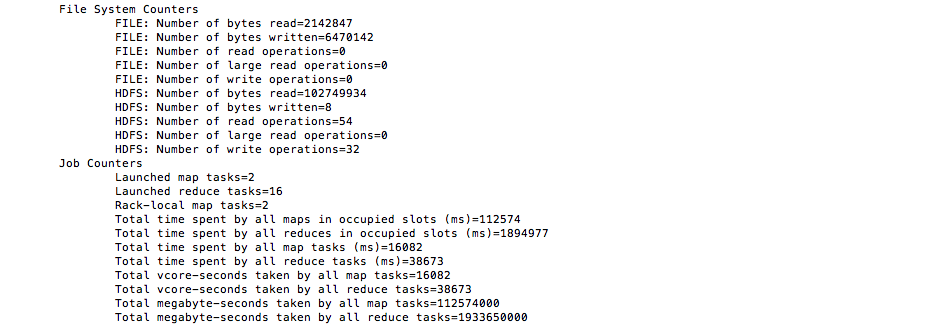 File System Counters
FILE: Number of bytes read=2142847
FILE: Number of bytes written=6470142
FILE: Number of read operations=0
FILE: Number of large read operations=0
FILE: Number of write operations=0
HDFS: Number of bytes read=102749934
HDFS: Number of bytes written=8
HDFS: Number of read operations=54
HDFS: Number of large read operations=0
HDFS: Number of write operations=32
Job Counters
Launched map tasks=2
Launched reduce tasks=16
Rack-local map tasks=2
Total time spent by all maps in occupied slots (ms)=112574
Total time spent by all reduces in occupied slots (ms)=1894977
Total time spent by all map tasks (ms)=16082
Total time spent by all reduce tasks (ms)=38673
Total vcore-seconds taken by all map tasks=16082
Total vcore-seconds taken by all reduce tasks=38673
Total megabyte-seconds taken by all map tasks=112574000
Total megabyte-seconds taken by all reduce tasks=1933650000